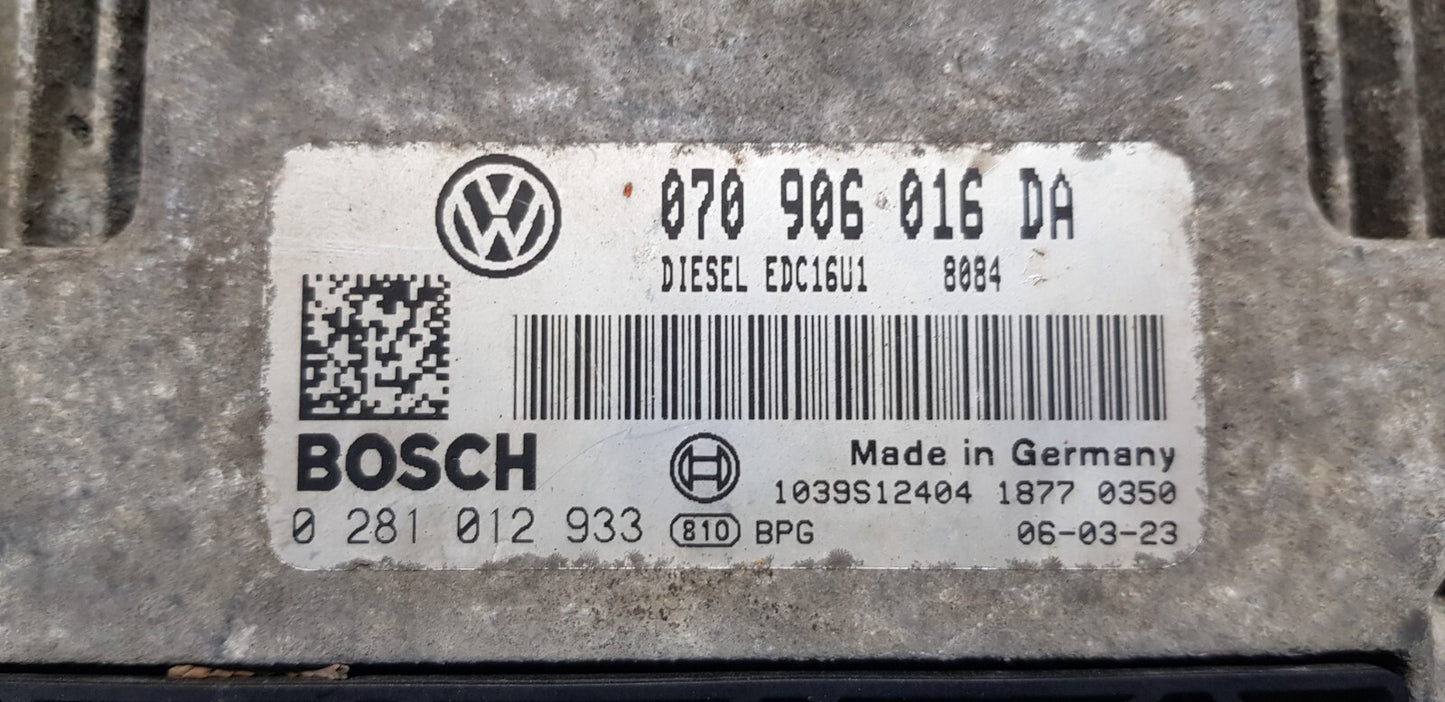 070 906 016 DA
DIESEL EDC16U1 8084
BOSCH
Made in Germany
1039S12404 1877 0350
0 281 012 933 810 BPG 06-03-23